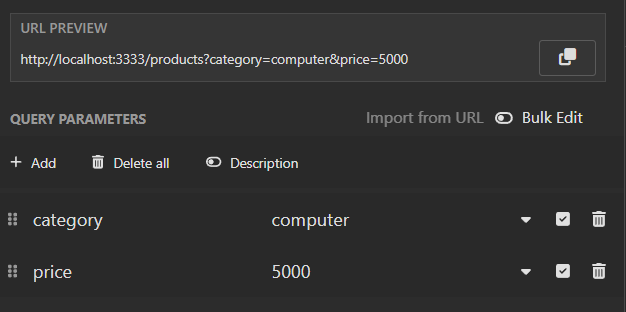 URL PREVIEW
http://localhost:3333/products?category=computer&price=5000
QUERY PARAMETERS Import from URL Bulk Edit
Add Delete all Description
category computer
price 5000